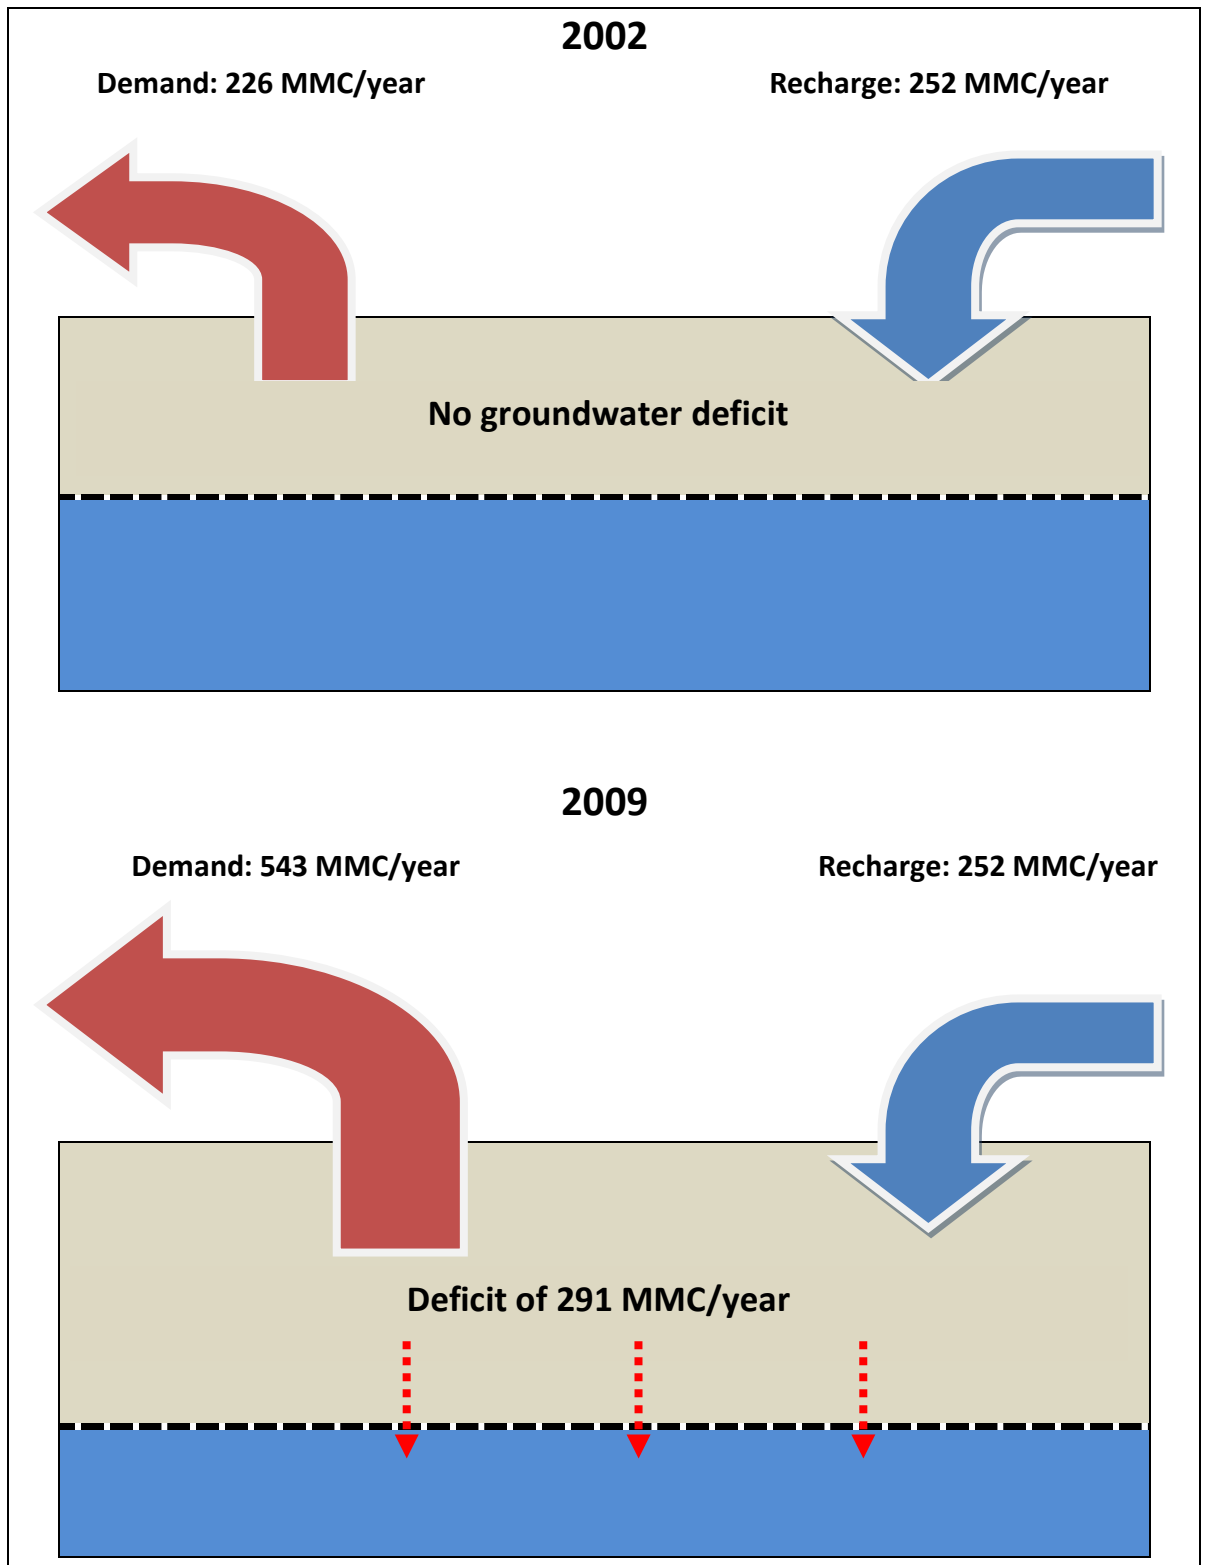 2002
Demand: 226 MMC/year
Recharge: 252 MMC/year
No groundwater deficit
2009
Demand: 543 MMC/year
Recharge: 252 MMC/year
Deficit of 291 MMC/year